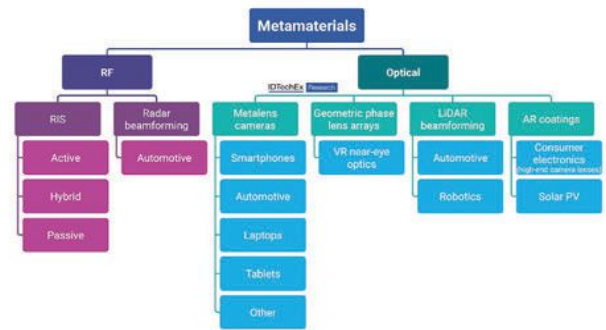 Metamaterials
RF
Optical
IDTechEx Research
RIS
Radar
beamforming
Metalens
cameras
Geometric phase
lens arrays
LiDAR
beamforming
AR coatings
Active
Hybrid
Passive
Automotive
Smartphones
Automotive
Laptops
Tablets
Other
VR near-eye
optics
Automotive
Robotics
Consumer
electronics
(high-end camera lenses)
Solar PV